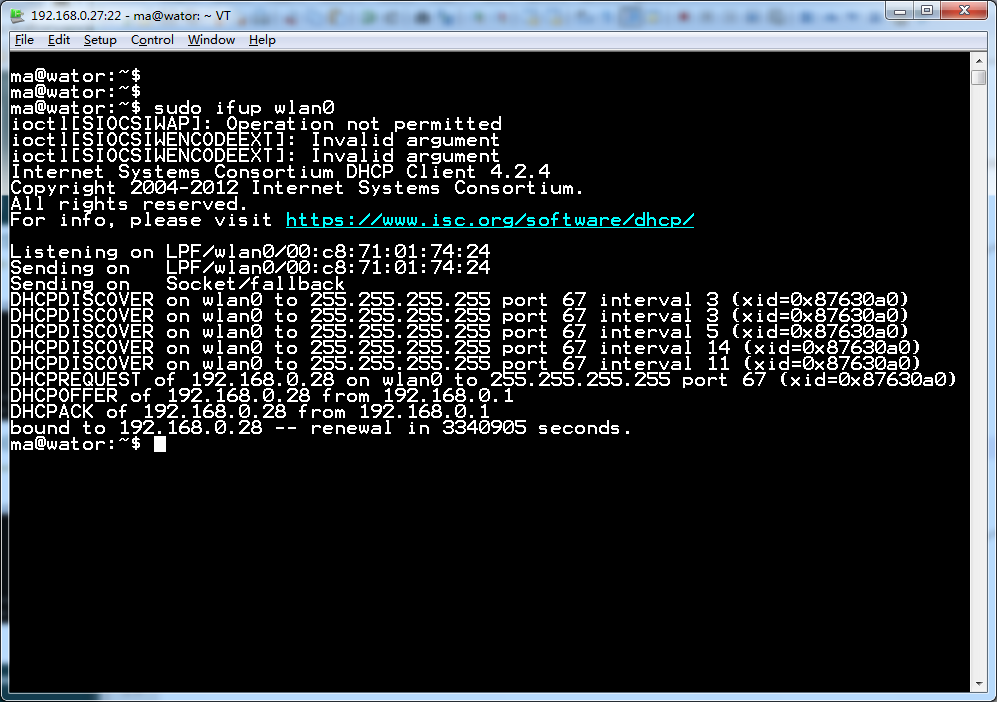 192.168.0.27:22 - ma@wator: ~ VT
File Edit Setup Control Window Help
ma@wator:~$
ma@wator:~$
ma@wator:~$ sudo ifup wlan0
ioctl[SIOCSIWAP]: Operation not permitted
ioctl[SIOCSIWENCODEEXT]: Invalid argument
ioctl[SIOCSIWENCODEEXT]: Invalid argument
Internet Systems Consortium DHCP Client 4.2.4
Copyright 2004-2012 Internet Systems Consortium.
All rights reserved.
For info, please visit https://www.isc.org/software/dhcp/
Listening on LPF/wlan0/00:c8:71:01:74:24
Sending on   LPF/wlan0/00:c8:71:01:74:24
Sending on   Socket/fallback
DHCPDISCOVER on wlan0 to 255.255.255.255 port 67 interval 3 (xid=0x87630a0)
DHCPDISCOVER on wlan0 to 255.255.255.255 port 67 interval 3 (xid=0x87630a0)
DHCPDISCOVER on wlan0 to 255.255.255.255 port 67 interval 5 (xid=0x87630a0)
DHCPDISCOVER on wlan0 to 255.255.255.255 port 67 interval 14 (xid=0x87630a0)
DHCPDISCOVER on wlan0 to 255.255.255.255 port 67 interval 11 (xid=0x87630a0)
DHCPREQUEST of 192.168.0.28 on wlan0 to 255.255.255.255 port 67 (xid=0x87630a0)
DHCPOFFER of 192.168.0.28 from 192.168.0.1
DHCPACK of 192.168.0.28 from 192.168.0.1
bound to 192.168.0.28 -- renewal in 3340905 seconds.
ma@wator:~$